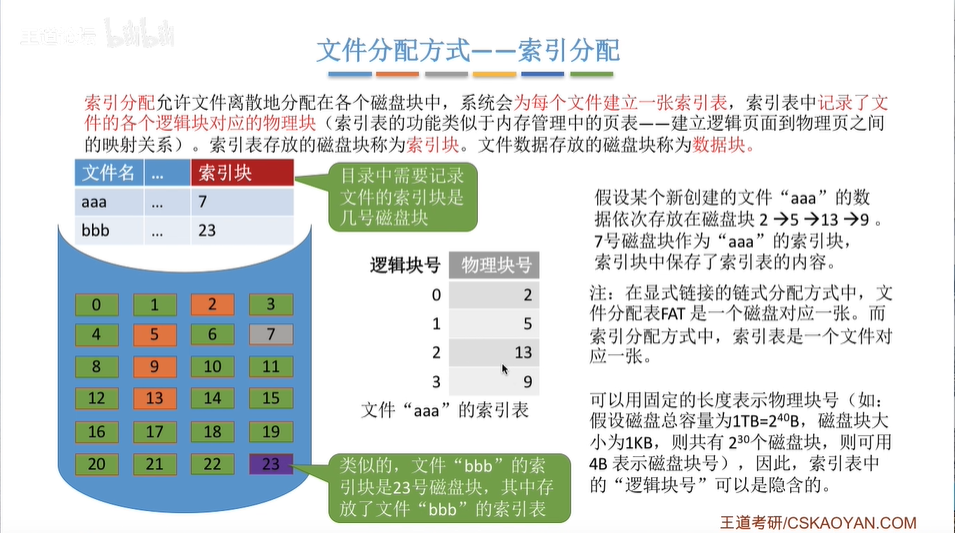 bilibili
文件分配方式——索引分配
索引分配允许文件离散地分配在各个磁盘块中，系统会为每个文件建立一张索引表，索引表中记录了文
件的各个逻辑块对应的物理块（索引表的功能类似于内存管理中的页表——建立逻辑页面到物理页之间
的映射关系）。索引表存放的磁盘块称为索引块。文件数据存放的磁盘块称为数据块。
文件名 ... 索引块
aaa ... 7
bbb ... 23
目录中需要记录
文件的索引块是
几号磁盘块
0 1 2 3
4 5 6 7
8 9 10 11
12 13 14 15
16 17 18 19
20 21 22 23
逻辑块号 物理块号
0 2
1 5
2 13
3 9
文件“aaa”的索引表
类似的，文件“bbb”的索
引块是23号磁盘块，其中存
放了文件“bbb”的索引表
假设某个新创建的文件“aaa”的数
据依次存放在磁盘块 2 →5 →13 →9 。
7号磁盘块作为“aaa”的索引块，
索引块中保存了索引表的内容。
注：在显式链接的链式分配方式中，文
件分配表FAT 是一个磁盘对应一张。而
索引分配方式中，索引表是一个文件对
应一张。
可以用固定的长度表示物理块号（如：
假设磁盘总容量为1TB=2⁴⁰B，磁盘块大
小为1KB，则共有 2³⁰个磁盘块，则可用
4B 表示磁盘块号），因此，索引表中
的“逻辑块号”可以是隐含的。
王道考研/CSKAOYAN.COM